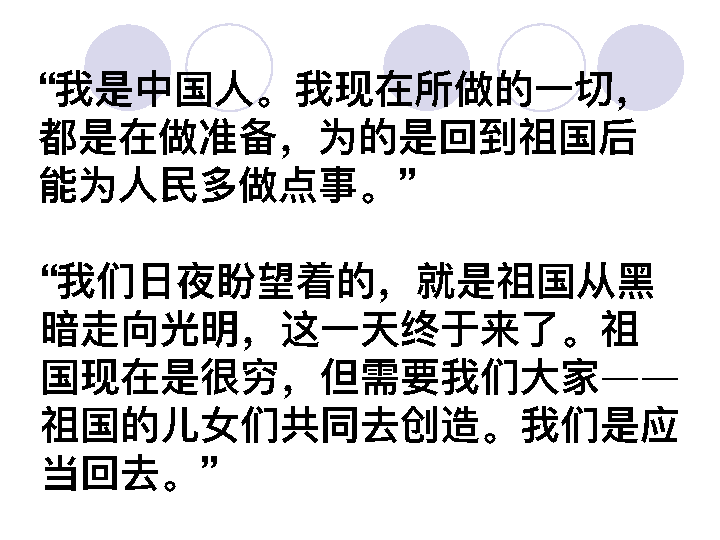 “我是中国人。我现在所做的一切，
都是在做准备，为的是回到祖国后
能为人民多做点事。”
“我们日夜盼望着的，就是祖国从黑
暗走向光明，这一天终于来了。祖
国现在是很穷，但需要我们大家——
祖国的儿女们共同去创造。我们是应
当回去。”